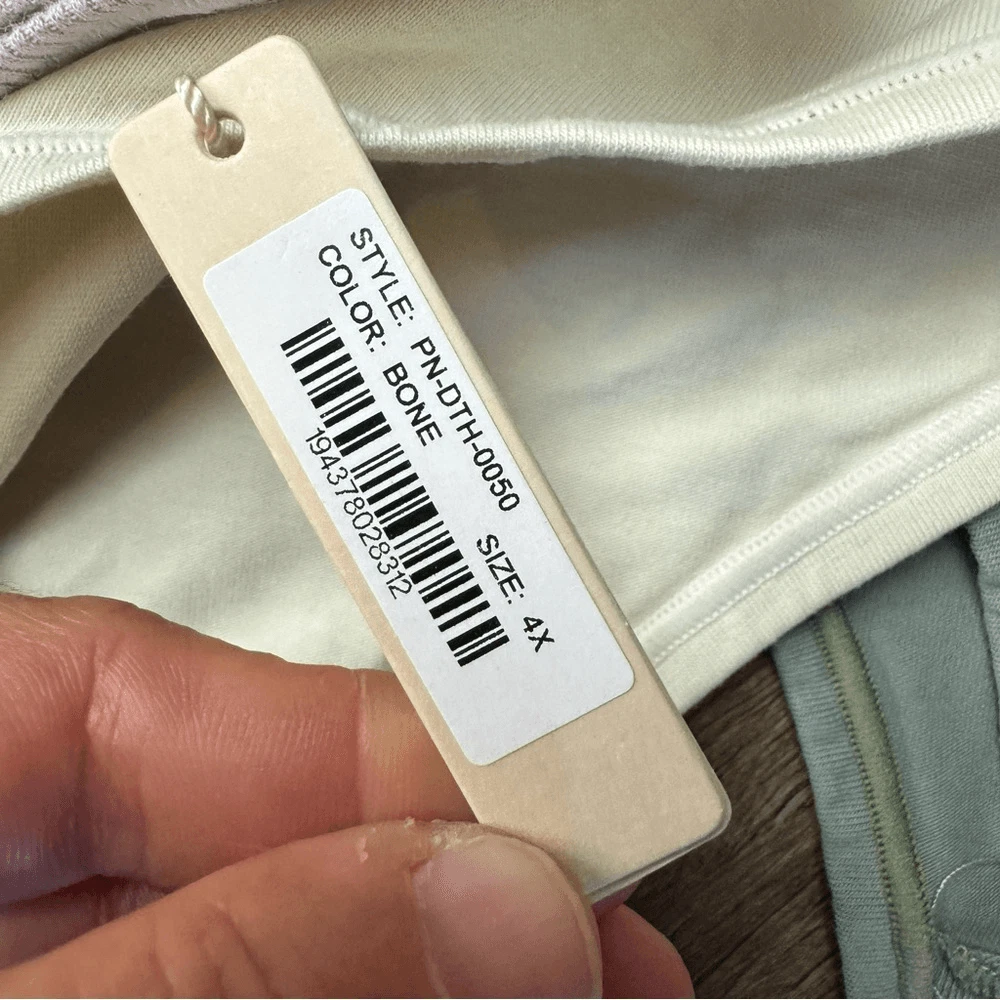 STYLE: PN-DTH-0050
COLOR: BONE SIZE: 4X
194378028312